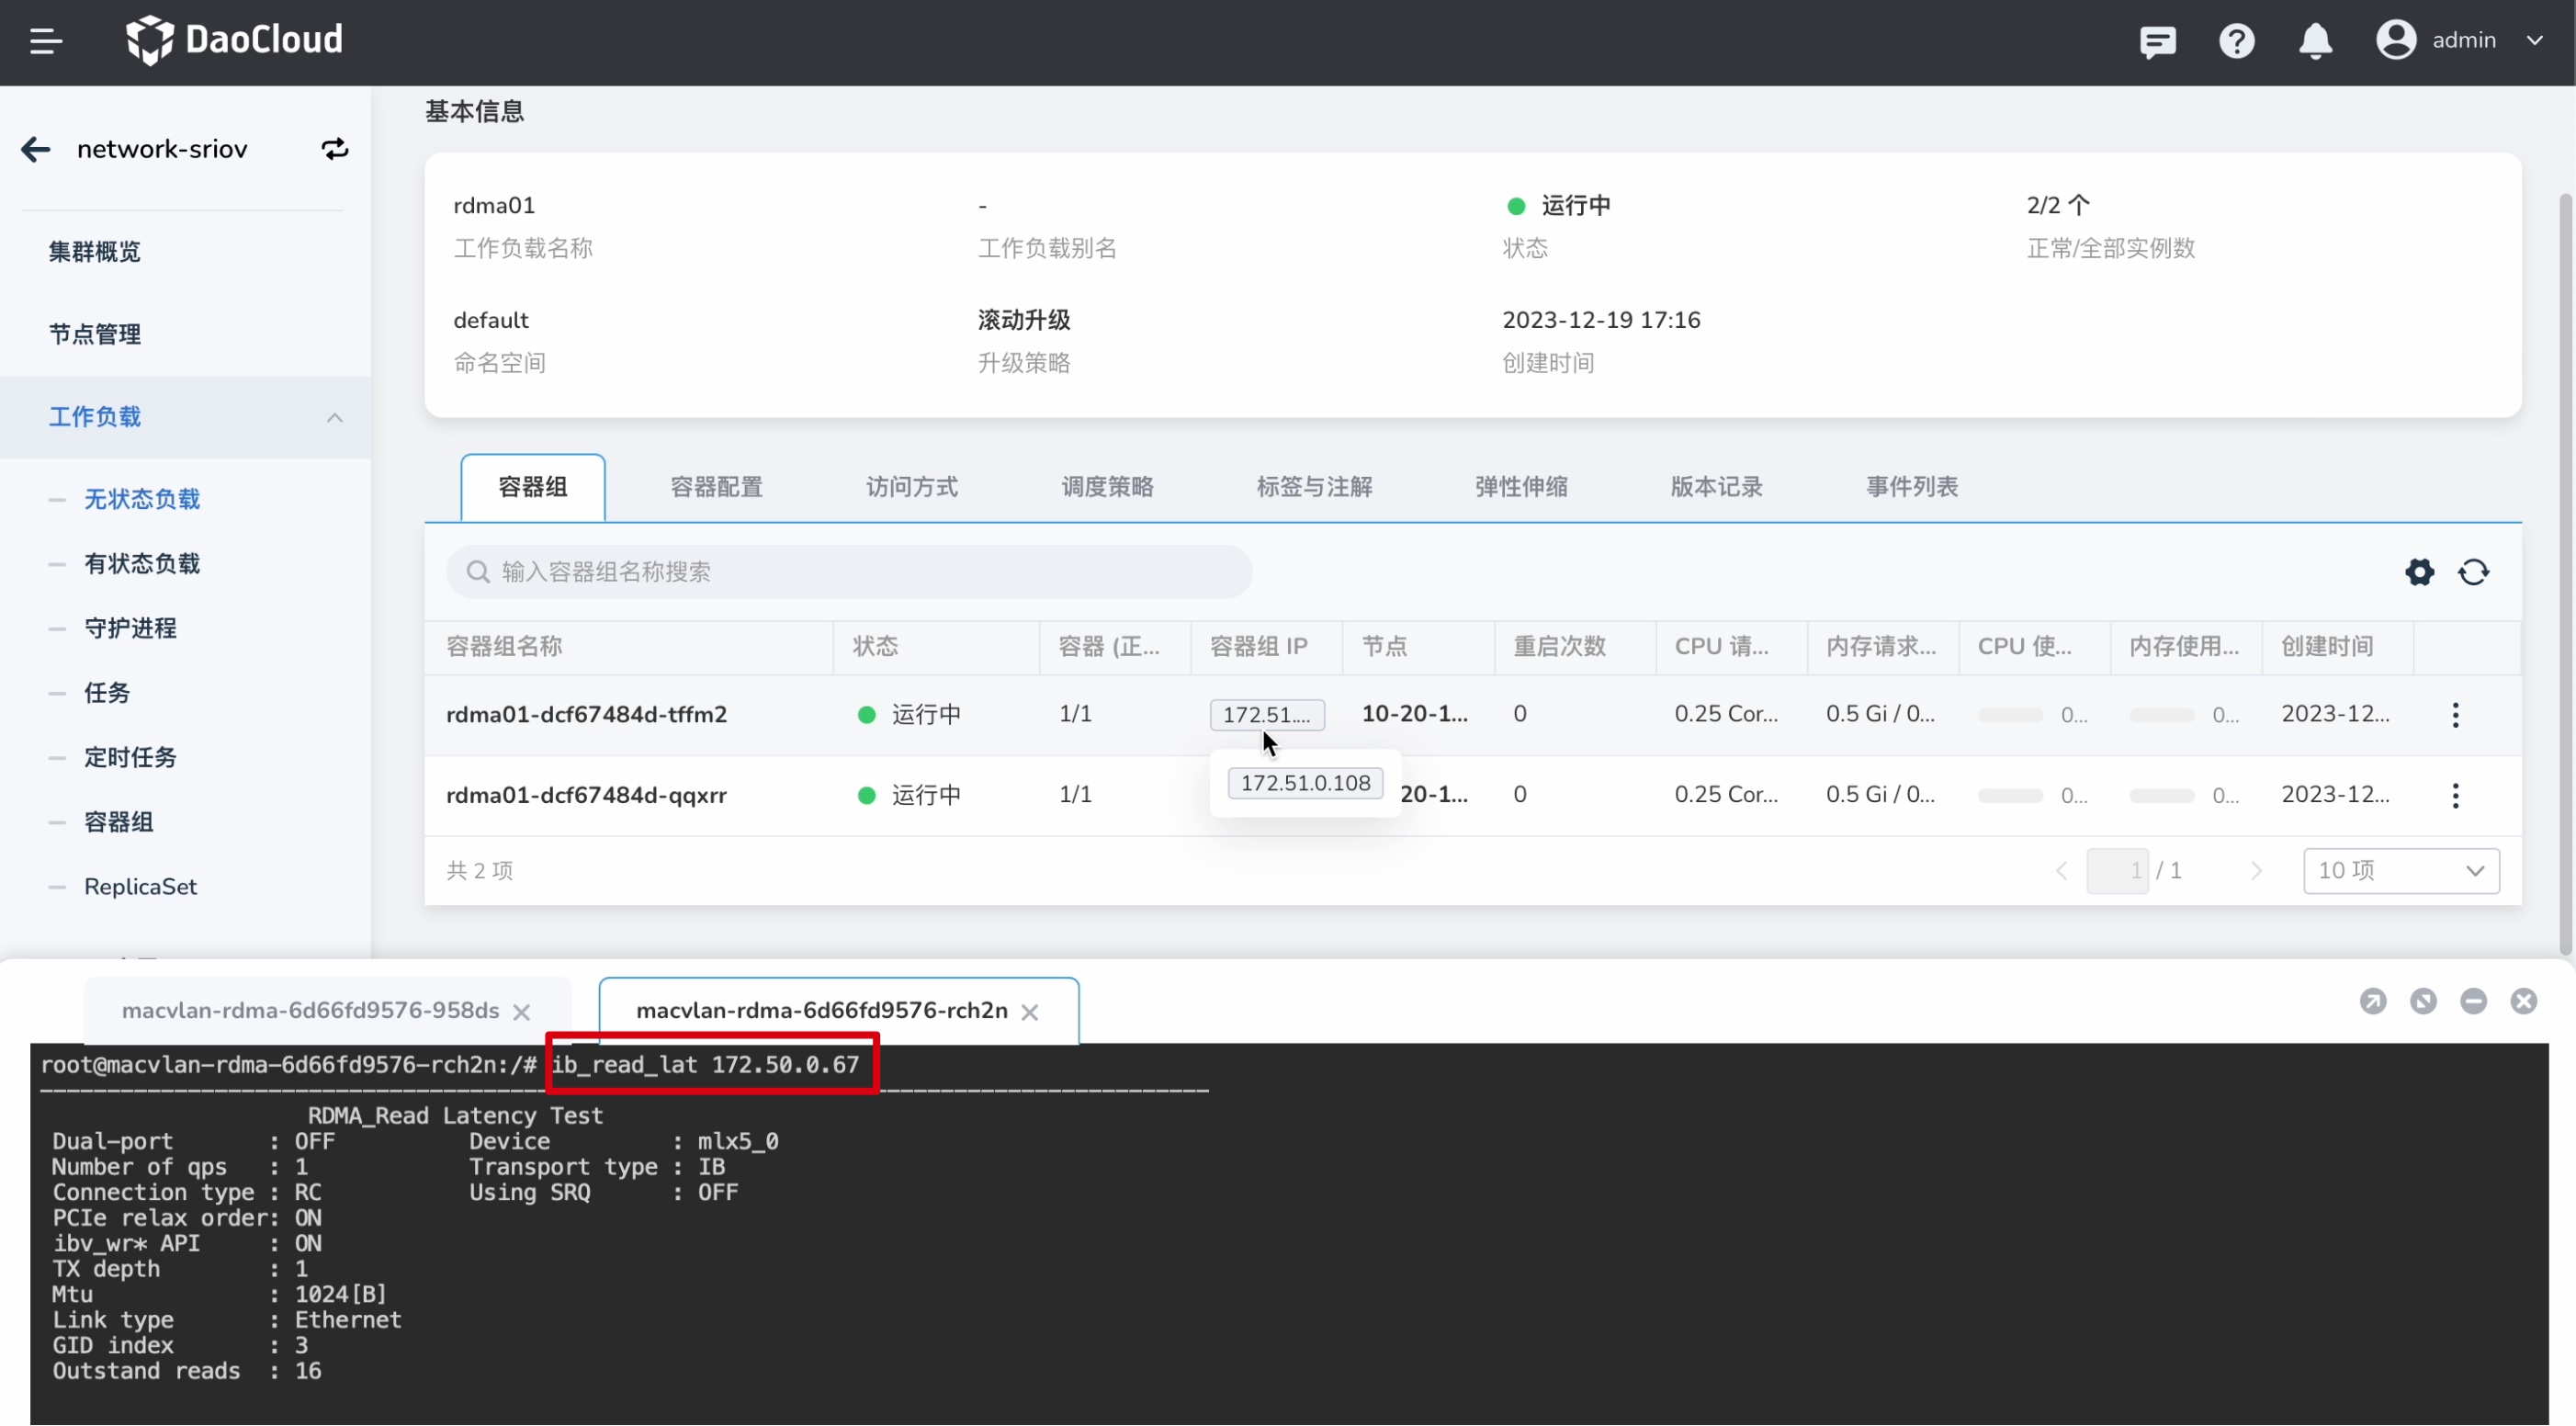 DaoCloud
admin
network-sriov
集群概览
节点管理
工作负载
无状态负载
有状态负载
守护进程
任务
定时任务
容器组
ReplicaSet
基本信息
rdma01
工作负载名称
-
工作负载别名
运行中
状态
2/2 个
正常/全部实例数
default
命名空间
滚动升级
升级策略
2023-12-19 17:16
创建时间
容器组 容器配置 访问方式 调度策略 标签与注解 弹性伸缩 版本记录 事件列表
输入容器组名称搜索
容器组名称 状态 容器 (正... 容器组 IP 节点 重启次数 CPU 请... 内存请求... CPU 使... 内存使用... 创建时间
rdma01-dcf67484d-tffm2 运行中 1/1 172.51.... 10-20-1... 0 0.25 Cor... 0.5 Gi / 0... 0... 0... 2023-12...
172.51.0.108
rdma01-dcf67484d-qqxrr 运行中 1/1 20-1... 0 0.25 Cor... 0.5 Gi / 0... 0... 0... 2023-12...
共 2 项
1 / 1
10 项
macvlan-rdma-6d66fd9576-958ds
macvlan-rdma-6d66fd9576-rch2n
root@macvlan-rdma-6d66fd9576-rch2n:/# ib_read_lat 172.50.0.67
RDMA_Read Latency Test
Dual-port : OFF Device : mlx5_0
Number of qps : 1 Transport type : IB
Connection type : RC Using SRQ : OFF
PCIe relax order: ON
ibv_wr* API : ON
TX depth : 1
Mtu : 1024[B]
Link type : Ethernet
GID index : 3
Outstand reads : 16